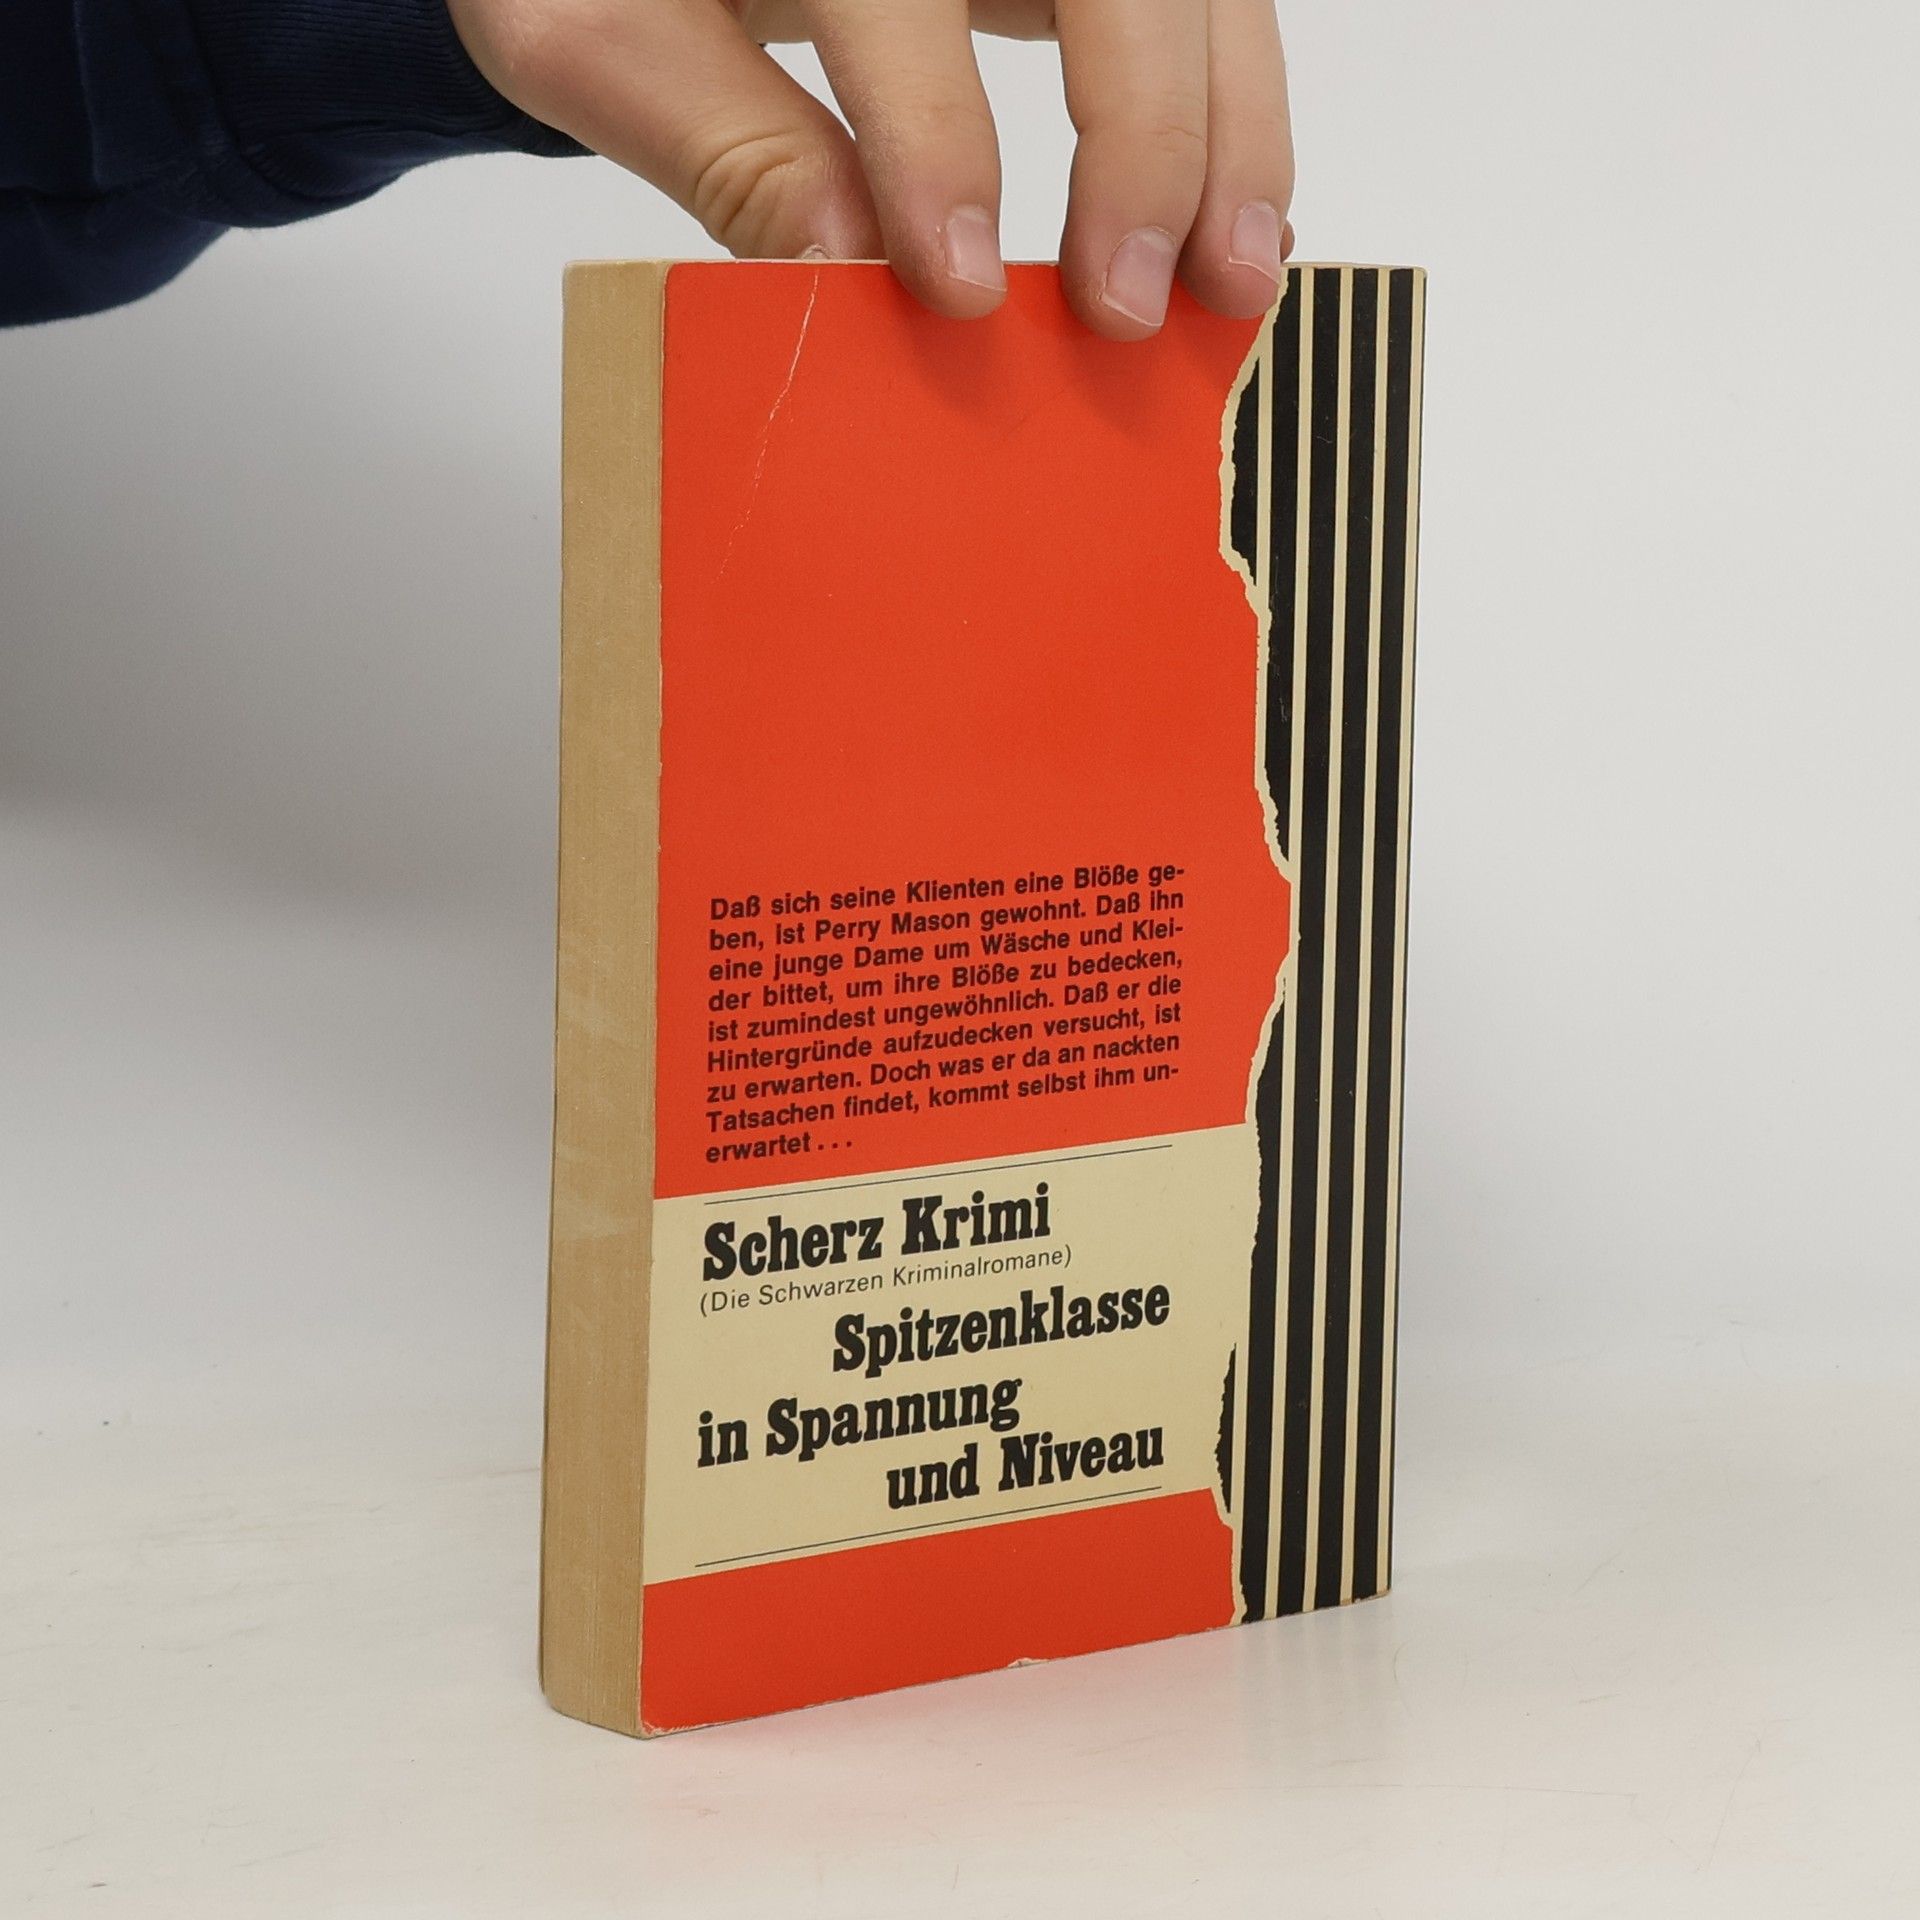 Daß sich seine Klienten eine Blöße ge-
ben, ist Perry Mason gewohnt. Daß ihn
eine junge Dame um Wäsche und Klei-
der bittet, um ihre Blöße zu bedecken,
ist zumindest ungewöhnlich. Daß er die
Hintergründe aufzudecken versucht, ist
zu erwarten. Doch was er da an nackten
Tatsachen findet, kommt selbst ihm un-
erwartet . . .
Scherz Krimi
(Die Schwarzen Kriminalromane)
Spitzenklasse
in Spannung
und Niveau